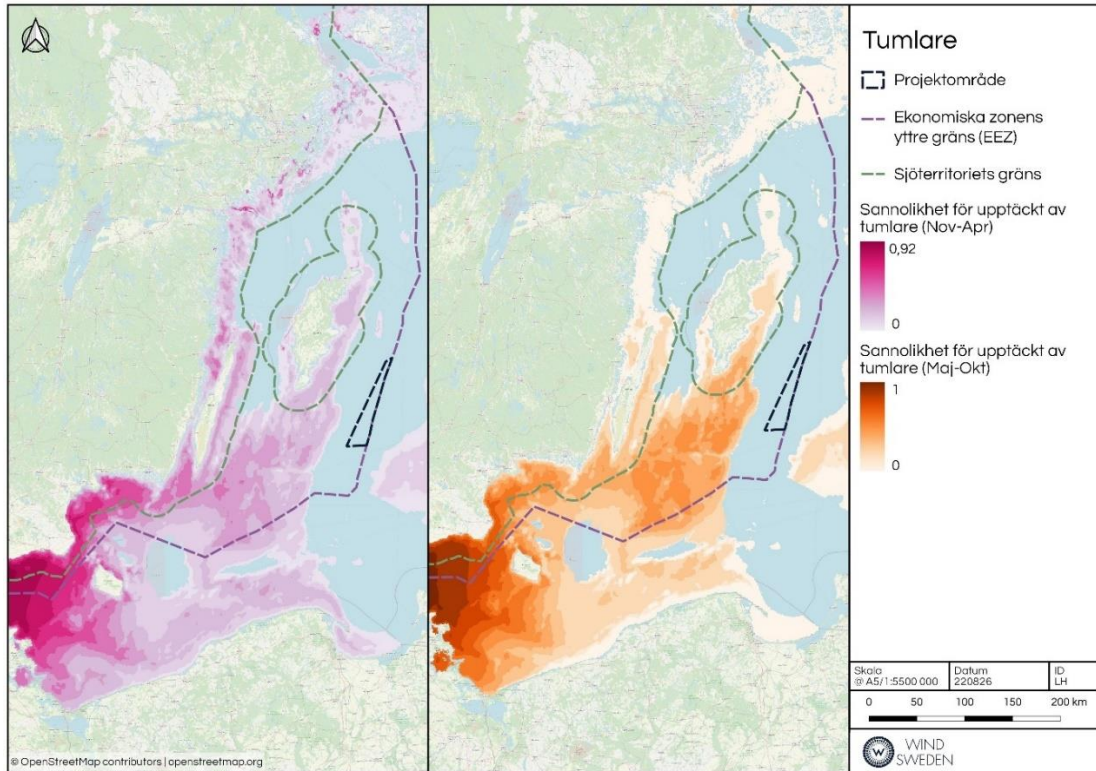 Tumlare
Projektområde
Ekonomiska zonens
yttre gräns (EEZ)
Sjöterritoriets gräns
Sannolikhet för upptäckt av
tumlare (Nov-Apr)
0,92
0
Sannolikhet för upptäckt av
tumlare (Maj-Okt)
1
0
Skala
@ A5/1:5500 000
Datum
220826
ID
LH
0 50 100 150 200 km
W
WIND
SWEDEN
© OpenStreetMap contributors | openstreetmap.org